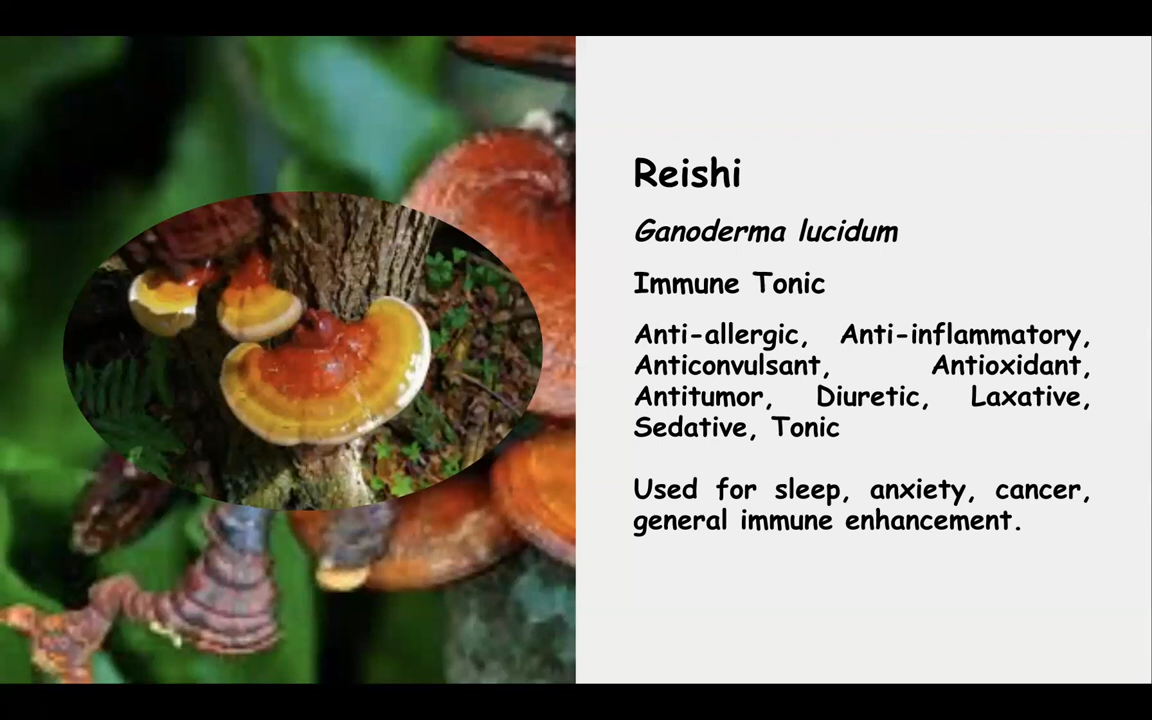 Reishi
Ganoderma lucidum
Immune Tonic
Anti-allergic, Anti-inflammatory,
Anticonvulsant, Antioxidant,
Antitumor, Diuretic, Laxative,
Sedative, Tonic
Used for sleep, anxiety, cancer,
general immune enhancement.